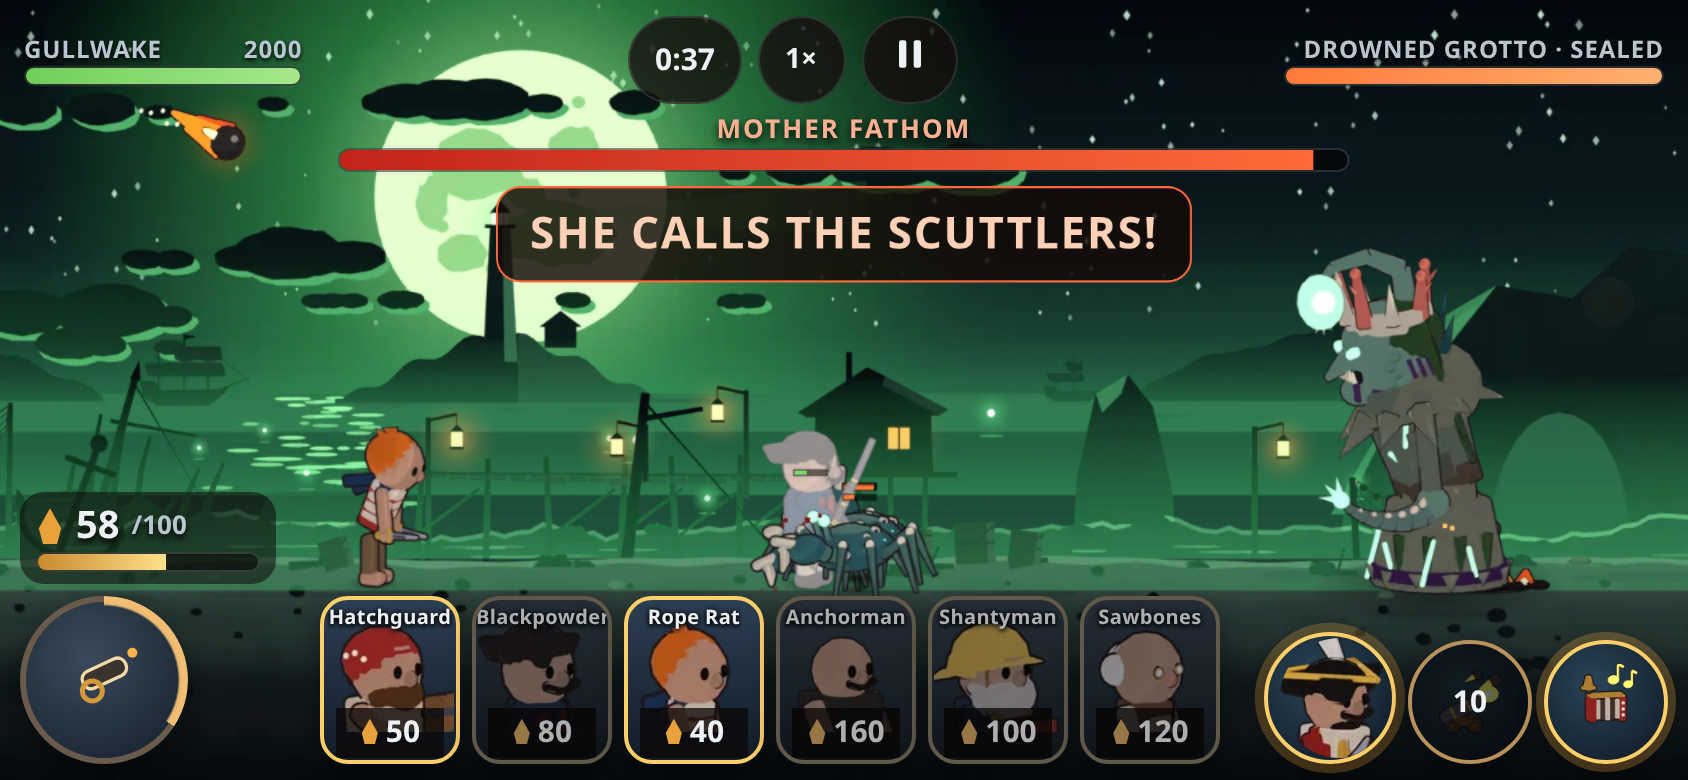 GULLWAKE 2000
0:37 1×
DROWNED GROTTO · SEALED
MOTHER FATHOM
SHE CALLS THE SCUTTLERS!
58 /100
Hatchguard
50
Blackpowder
80
Rope Rat
40
Anchorman
160
Shantyman
100
Sawbones
120
10